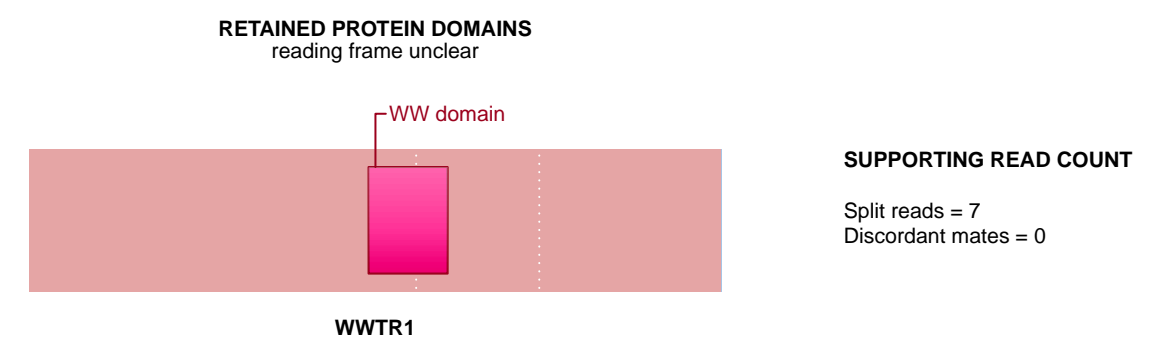 RETAINED PROTEIN DOMAINS
reading frame unclear
WW domain
SUPPORTING READ COUNT
Split reads = 7
Discordant mates = 0
WWTR1